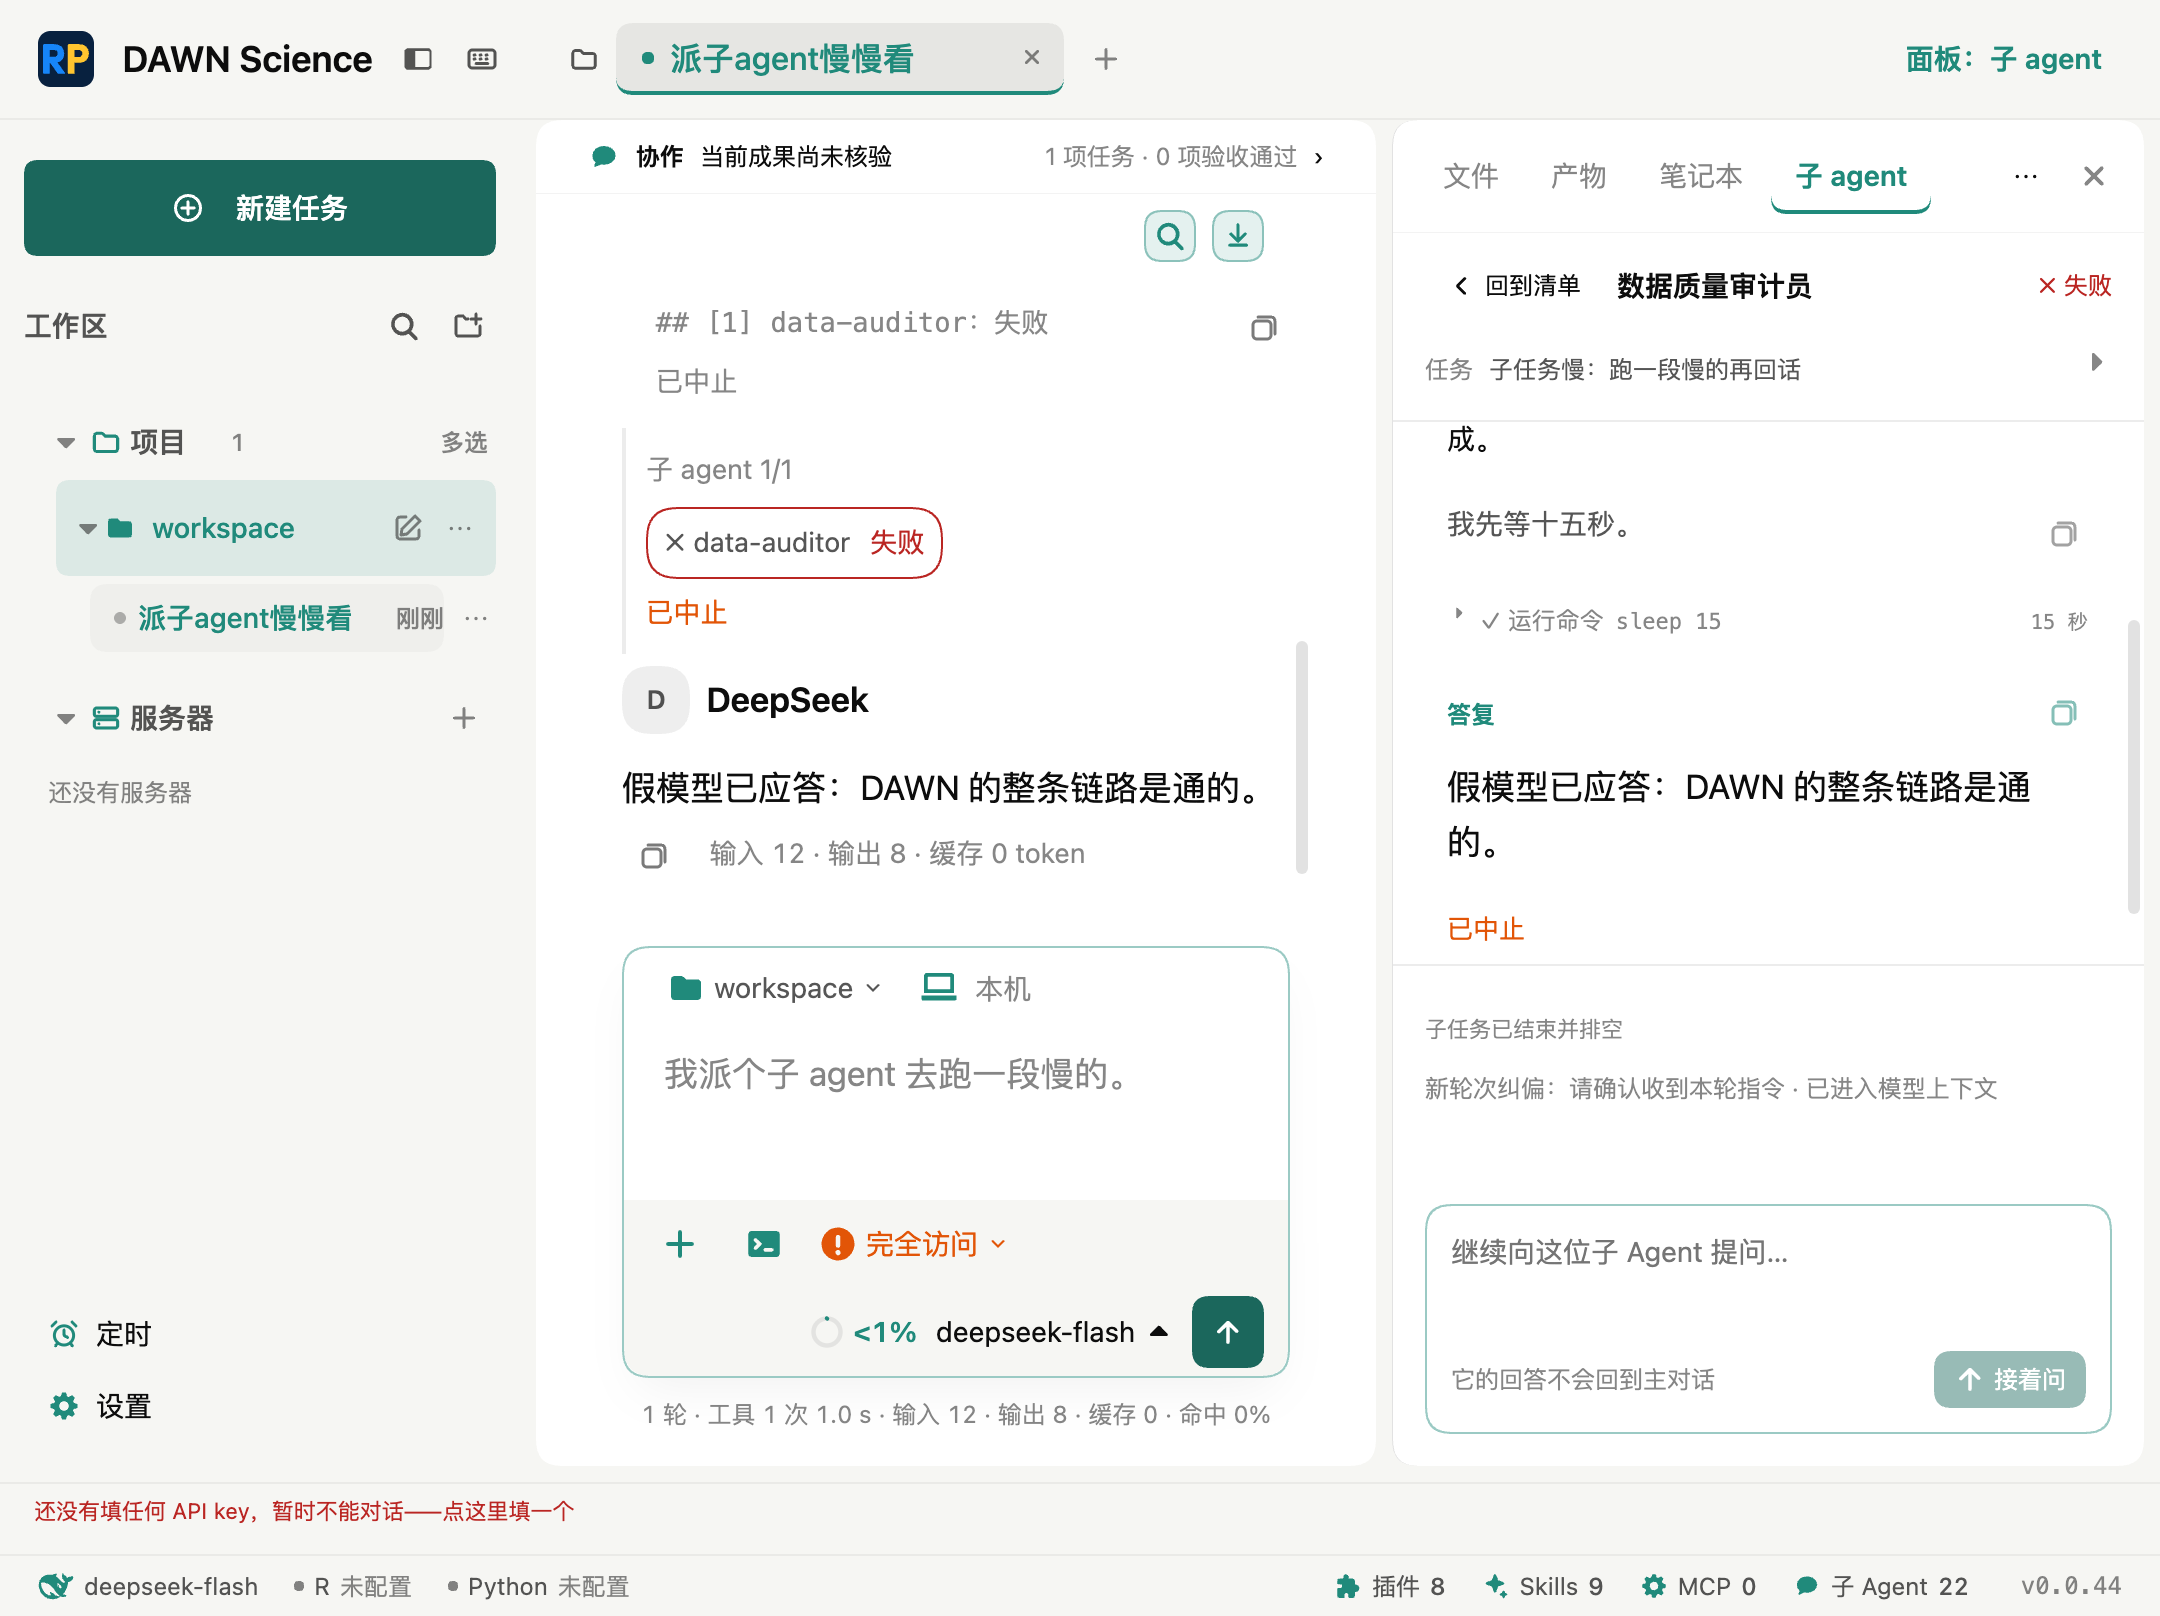 RP DAWN Science
派子agent慢慢看
面板：子 agent
新建任务
工作区
项目 1 多选
workspace
派子agent慢慢看 刚刚
服务器
还没有服务器
定时
设置
协作 当前成果尚未核验 1 项任务 · 0 项验收通过
## [1] data-auditor: 失败
已中止
子 agent 1/1
data-auditor 失败
已中止
D DeepSeek
假模型已应答：DAWN 的整条链路是通的。
输入 12 · 输出 8 · 缓存 0 token
workspace 本机
我派个子 agent 去跑一段慢的。
完全访问
<1% deepseek-flash
1 轮 · 工具 1 次 1.0 s · 输入 12 · 输出 8 · 缓存 0 · 命中 0%
文件 产物 笔记本 子 agent
回到清单 数据质量审计员 失败
任务 子任务慢：跑一段慢的再回话
成。
我先等十五秒。
运行命令 sleep 15 15 秒
答复
假模型已应答：DAWN 的整条链路是通
的。
已中止
子任务已结束并排空
新轮次纠偏：请确认收到本轮指令 · 已进入模型上下文
继续向这位子 Agent 提问...
它的回答不会回到主对话 接着问
还没有填任何 API key，暂时不能对话——点这里填一个
deepseek-flash R 未配置 Python 未配置
插件 8 Skills 9 MCP 0 子 Agent 22 v0.0.44